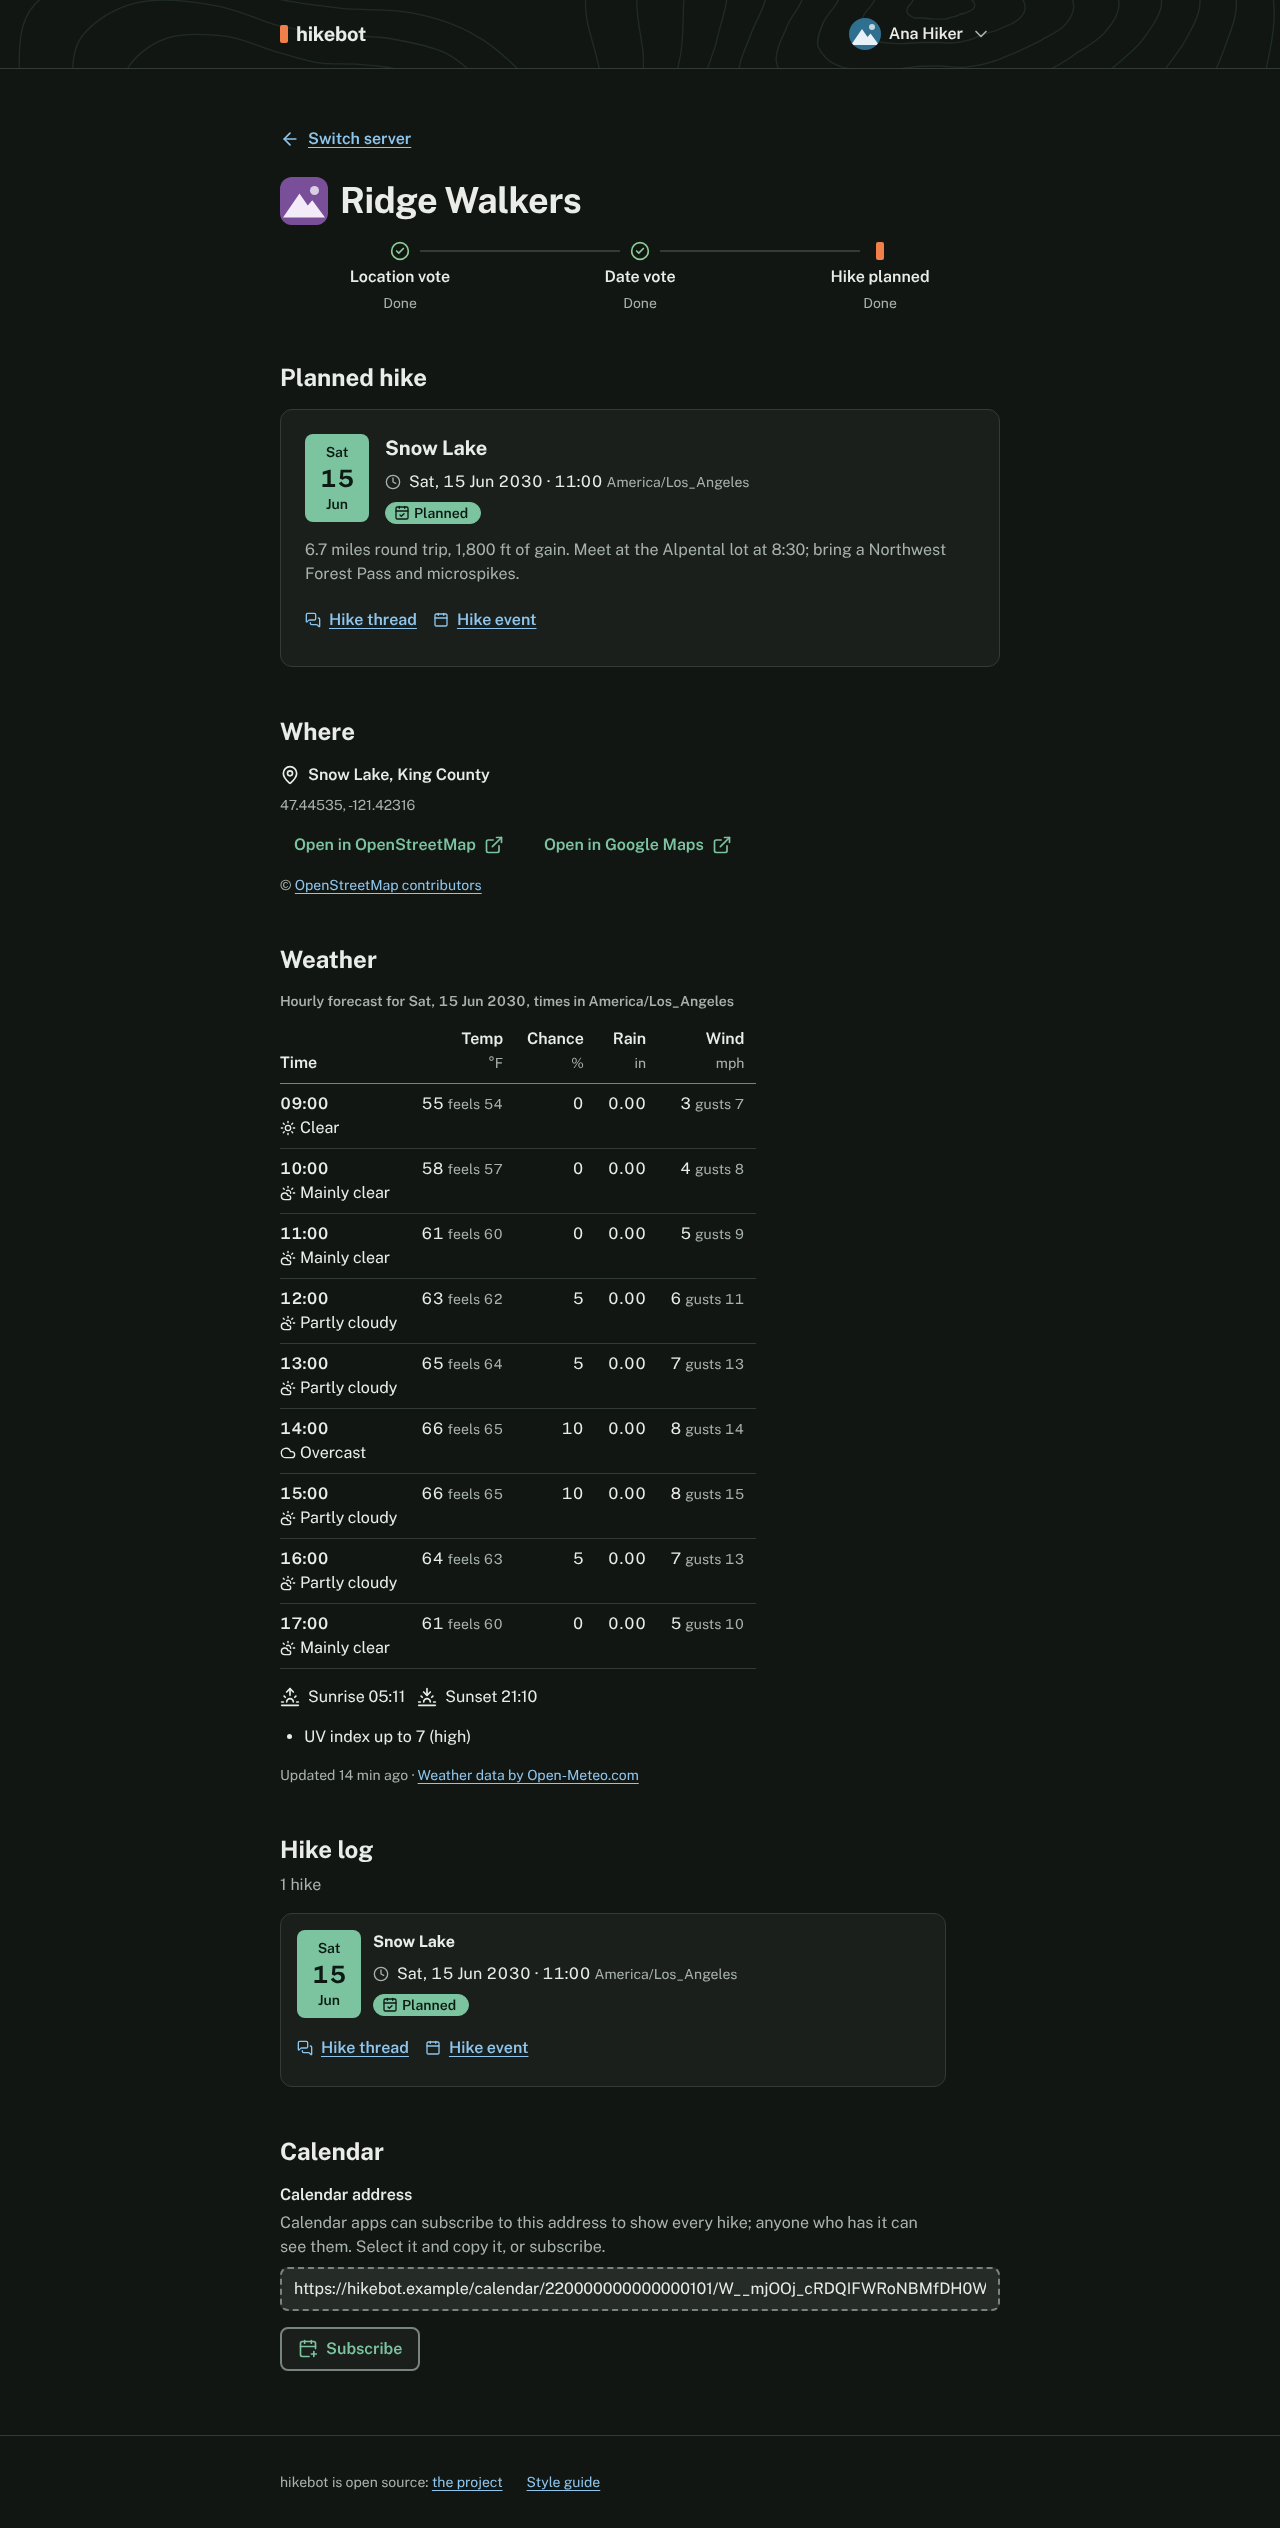 hikebot
Ana Hiker
Switch server
Ridge Walkers
Location vote
Done
Date vote
Done
Hike planned
Done
Planned hike
Sat
15
Jun
Snow Lake
Sat, 15 Jun 2030 · 11:00 America/Los_Angeles
Planned
6.7 miles round trip, 1,800 ft of gain. Meet at the Alpental lot at 8:30; bring a Northwest
Forest Pass and microspikes.
Hike thread Hike event
Where
Snow Lake, King County
47.44535, -121.42316
Open in OpenStreetMap Open in Google Maps
© OpenStreetMap contributors
Weather
Hourly forecast for Sat, 15 Jun 2030, times in America/Los_Angeles
Time Temp °F Chance % Rain in Wind mph
09:00 55 feels 54 0 0.00 3 gusts 7
Clear
10:00 58 feels 57 0 0.00 4 gusts 8
Mainly clear
11:00 61 feels 60 0 0.00 5 gusts 9
Mainly clear
12:00 63 feels 62 5 0.00 6 gusts 11
Partly cloudy
13:00 65 feels 64 5 0.00 7 gusts 13
Partly cloudy
14:00 66 feels 65 10 0.00 8 gusts 14
Overcast
15:00 66 feels 65 10 0.00 8 gusts 15
Partly cloudy
16:00 64 feels 63 5 0.00 7 gusts 13
Partly cloudy
17:00 61 feels 60 0 0.00 5 gusts 10
Mainly clear
Sunrise 05:11 Sunset 21:10
• UV index up to 7 (high)
Updated 14 min ago · Weather data by Open-Meteo.com
Hike log
1 hike
Sat
15
Jun
Snow Lake
Sat, 15 Jun 2030 · 11:00 America/Los_Angeles
Planned
Hike thread Hike event
Calendar
Calendar address
Calendar apps can subscribe to this address to show every hike; anyone who has it can
see them. Select it and copy it, or subscribe.
https://hikebot.example/calendar/220000000000000101/W__mjOOj_cRDQIFWRoNBMfDH0W
Subscribe
hikebot is open source: the project Style guide